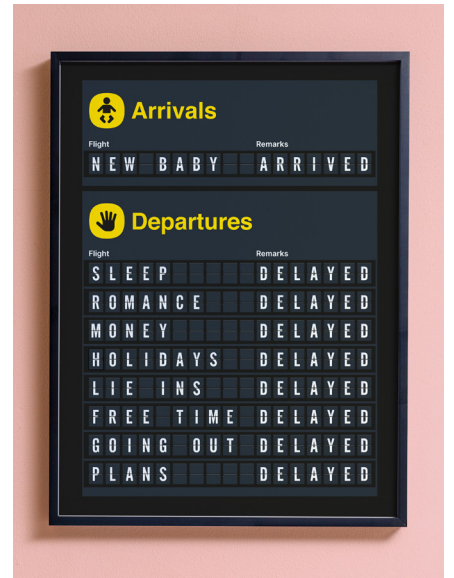 Arrivals
Flight Remarks
NEW BABY ARRIVED
Departures
Flight Remarks
SLEEP DELAYED
ROMANCE DELAYED
MONEY DELAYED
HOLIDAYS DELAYED
LIE INS DELAYED
FREE TIME DELAYED
GOING OUT DELAYED
PLANS DELAYED